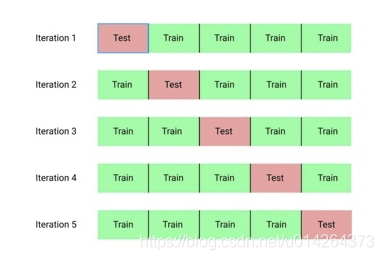 Iteration 1 Test Train Train Train Train
Iteration 2 Train Test Train Train Train
Iteration 3 Train Train Test Train Train
Iteration 4 Train Train Train Test Train
Iteration 5 Train Train Train Train Test
https://blog.csdn.net/u014264373